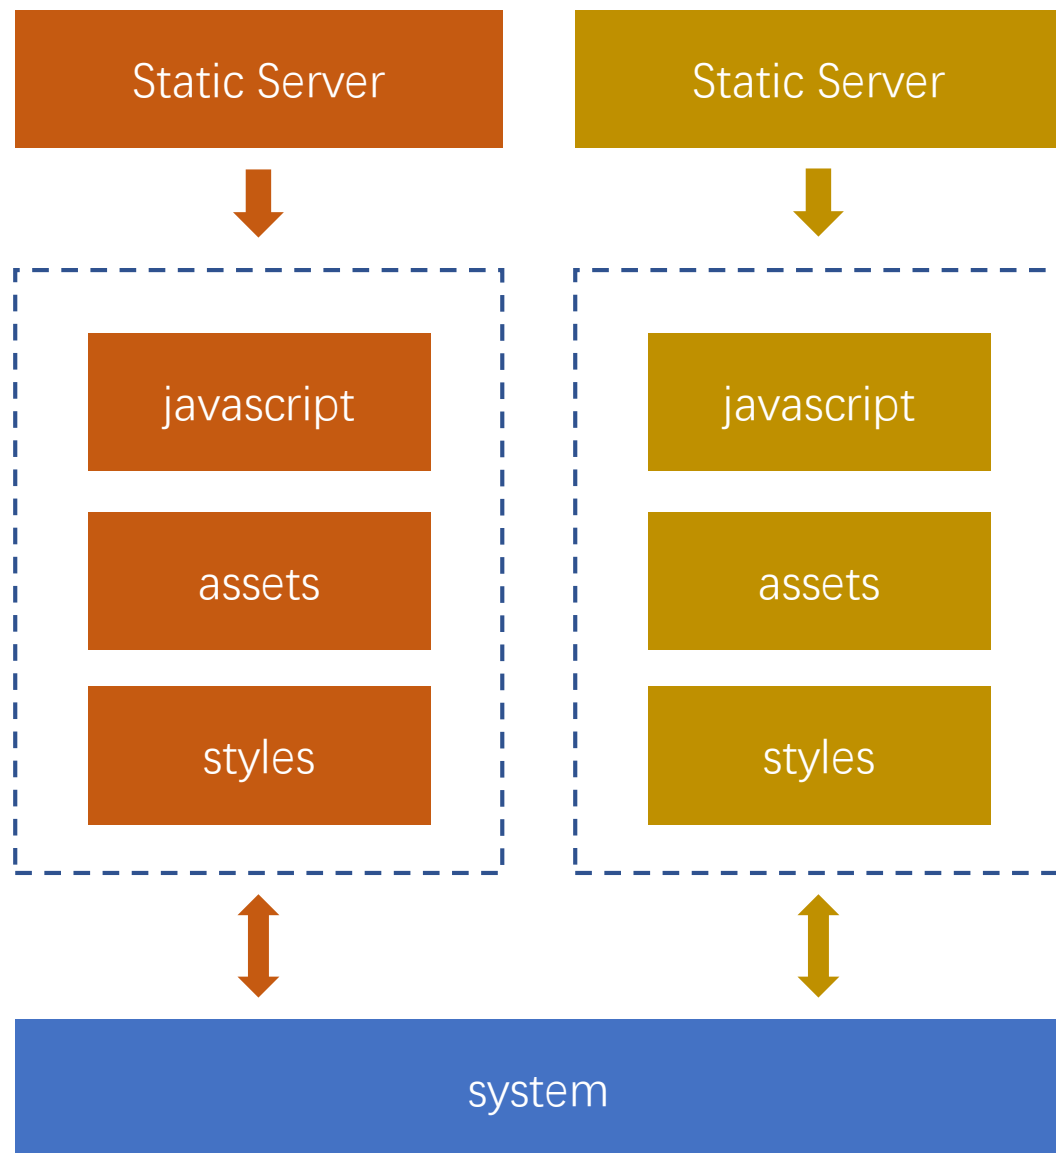 Static Server
Static Server
javascript
javascript
assets
assets
styles
styles
system